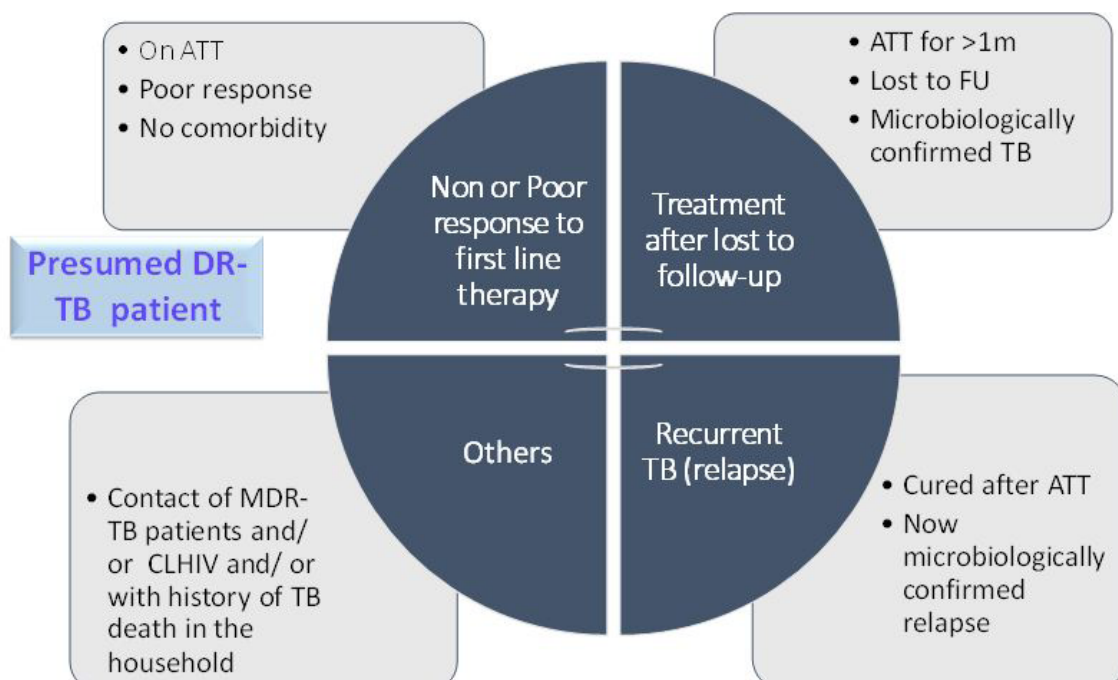 • On ATT
• Poor response
• No comorbidity
• ATT for >1m
• Lost to FU
• Microbiologically
confirmed TB
Non or Poor
response to
first line
therapy
Treatment
after lost to
follow-up
Presumed DR-
TB patient
Others
Recurrent
TB (relapse)
• Contact of MDR-
TB patients and/
or CLHIV and/ or
with history of TB
death in the
household
• Cured after ATT
• Now
microbiologically
confirmed
relapse